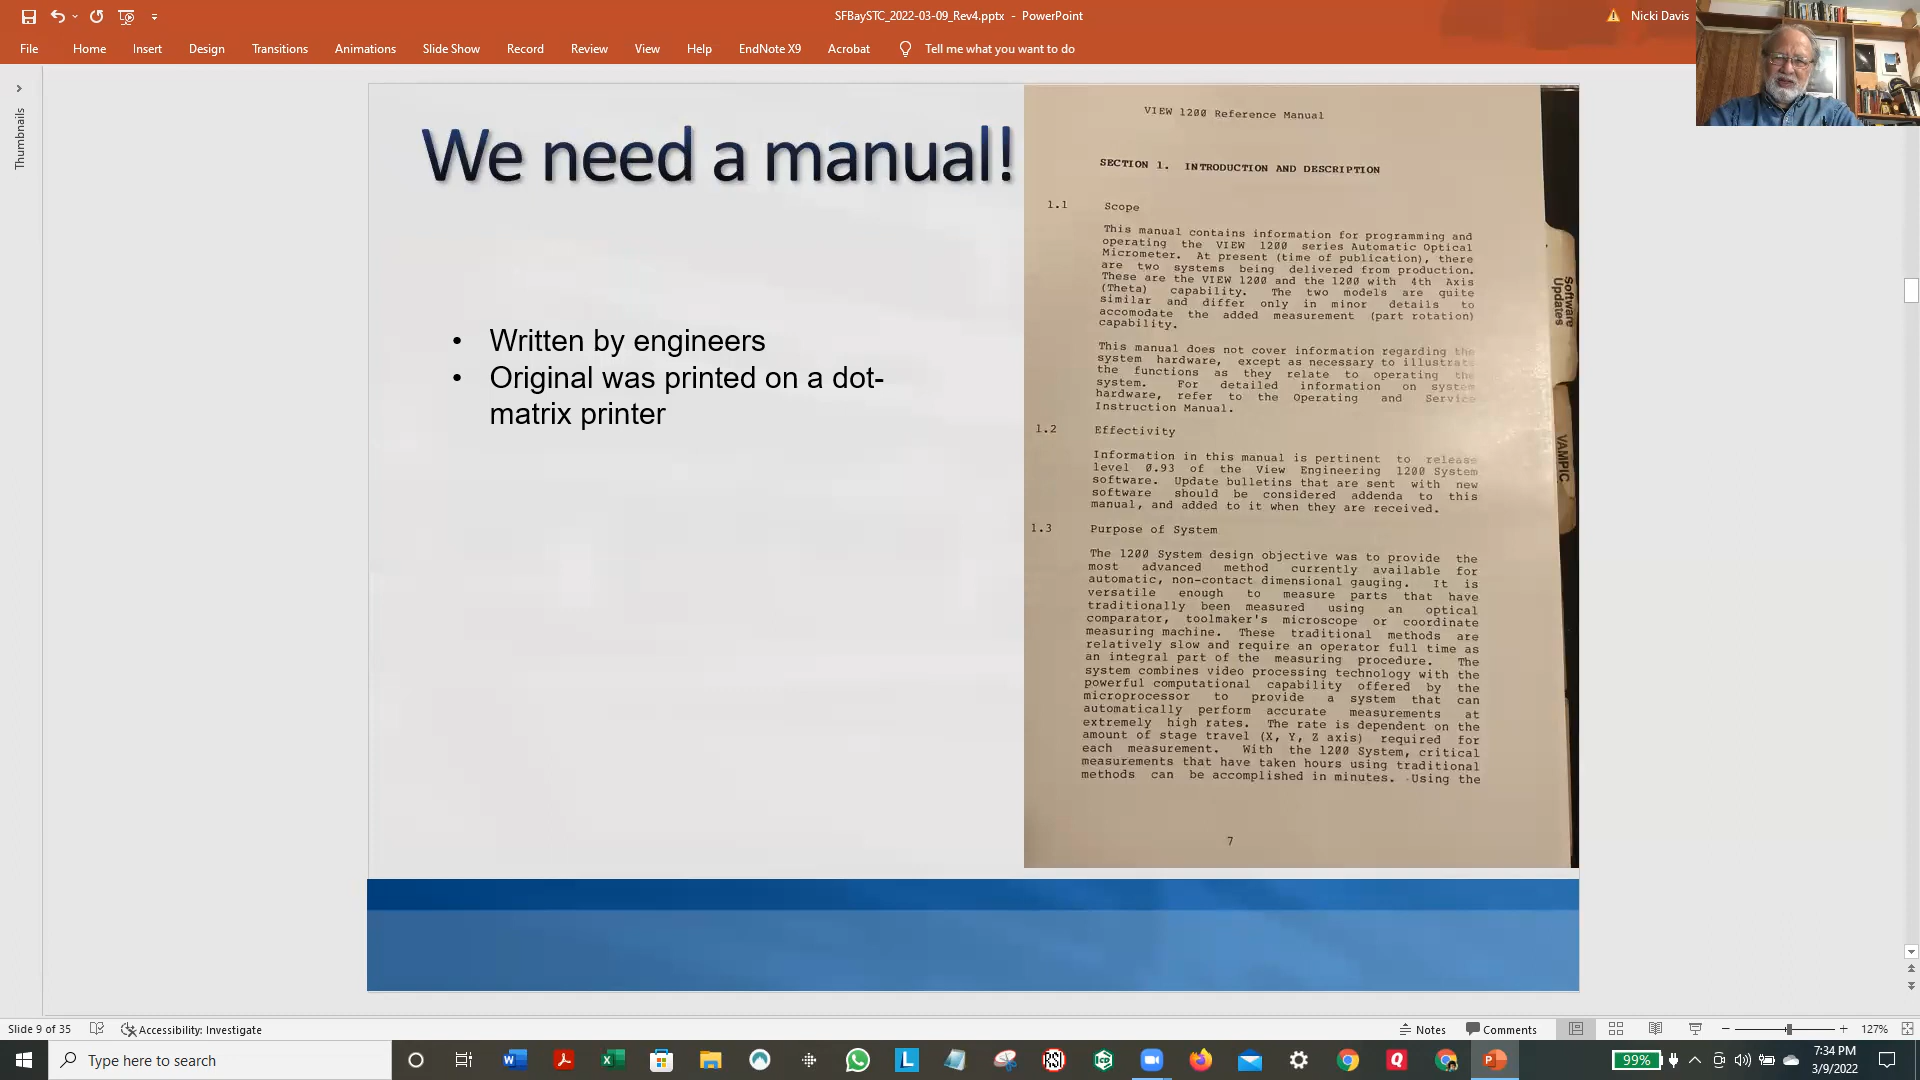 SFBaySTC_2022-03-09_Rev4.pptx - PowerPoint
Nicki Davis
File Home Insert Design Transitions Animations Slide Show Record Review View Help EndNote X9 Acrobat Tell me what you want to do
Thumbnails
We need a manual!
• Written by engineers
• Original was printed on a dot-
matrix printer
VIEW 1200 Reference Manual
SECTION 1. INTRODUCTION AND DESCRIPTION
1.1 Scope
This manual contains information for programming and
operating the VIEW 1200 series Automatic Optical
Micrometer. At present (time of publication), there
are two systems being delivered from production.
These are the VIEW 1200 and the 1200 with 4th Axis
(Theta) capability. The two models are quite
similar and differ only in minor details to
accomodate the added measurement (part rotation)
capability.
This manual does not cover information regarding the
system hardware, except as necessary to illustrate
the functions as they relate to operating the
system. For detailed information on system
hardware, refer to the Operating and Service
Instruction Manual.
1.2 Effectivity
Information in this manual is pertinent to release
level 0.93 of the View Engineering 1200 System
software. Update bulletins that are sent with new
software should be considered addenda to this
manual, and added to it when they are received.
1.3 Purpose of System
The 1200 System design objective was to provide the
most advanced method currently available for
automatic, non-contact dimensional gauging. It is
versatile enough to measure parts that have
traditionally been measured using an optical
comparator, toolmaker's microscope or coordinate
measuring machine. These traditional methods are
relatively slow and require an operator full time as
an integral part of the measuring procedure. The
system combines video processing technology with the
powerful computational capability offered by the
microprocessor to provide a system that can
automatically perform accurate measurements at
extremely high rates. The rate is dependent on the
amount of stage travel (X, Y, Z axis) required for
each measurement. With the 1200 System, critical
measurements that have taken hours using traditional
methods can be accomplished in minutes. Using the
7
Software
Updates
VAMPIC
Slide 9 of 35 Accessibility: Investigate Notes Comments 127%
Type here to search
RSI
99%
7:34 PM
3/9/2022